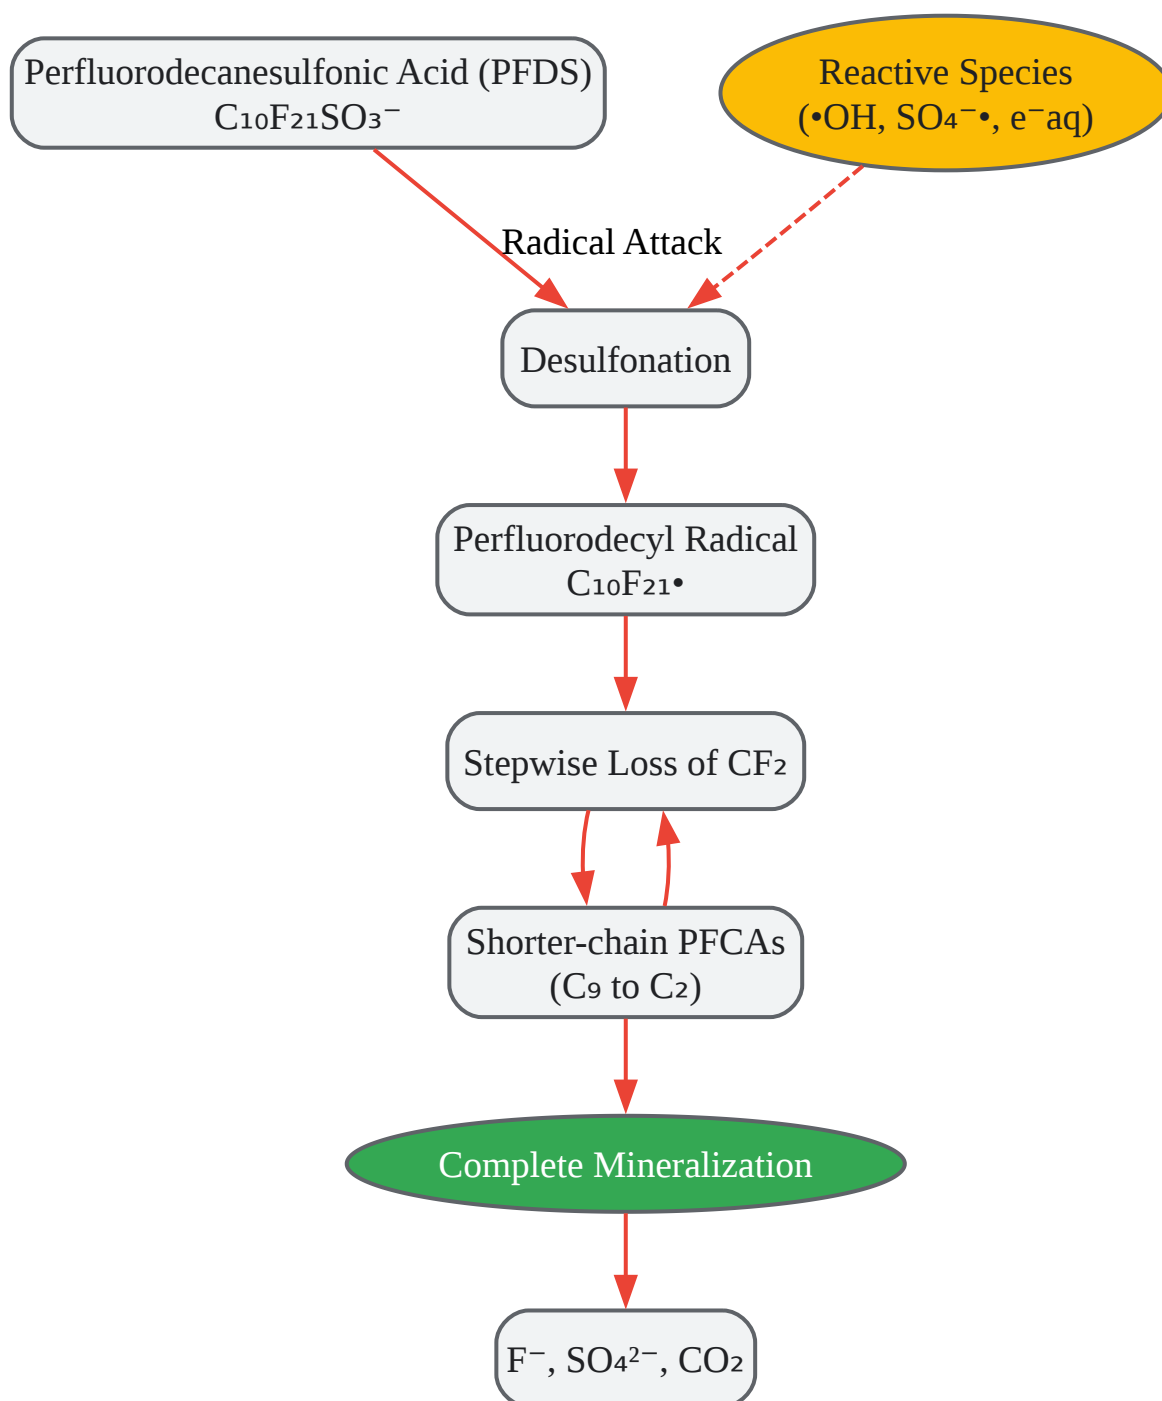 Perfluorodecanesulfonic Acid (PFDS)
C₁₀F₂₁SO₃⁻
Reactive Species
(•OH, SO₄⁻•, e⁻aq)
Radical Attack
Desulfonation
Perfluorodecyl Radical
C₁₀F₂₁•
Stepwise Loss of CF₂
Shorter-chain PFCAs
(C₉ to C₂)
Complete Mineralization
F⁻, SO₄²⁻, CO₂